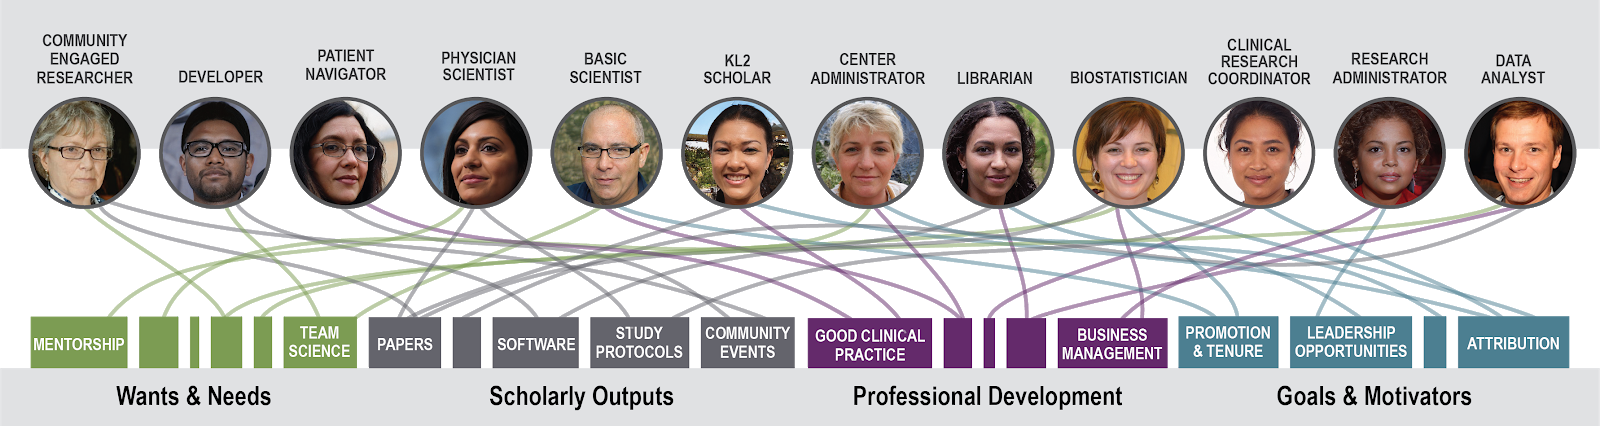 COMMUNITY
ENGAGED
RESEARCHER
DEVELOPER
PATIENT
NAVIGATOR
PHYSICIAN
SCIENTIST
BASIC
SCIENTIST
KL2
SCHOLAR
CENTER
ADMINISTRATOR
LIBRARIAN
BIOSTATISTICIAN
CLINICAL
RESEARCH
COORDINATOR
RESEARCH
ADMINISTRATOR
DATA
ANALYST
MENTORSHIP
TEAM
SCIENCE
PAPERS
SOFTWARE
STUDY
PROTOCOLS
COMMUNITY
EVENTS
GOOD CLINICAL
PRACTICE
BUSINESS
MANAGEMENT
PROMOTION
& TENURE
LEADERSHIP
OPPORTUNITIES
ATTRIBUTION
Wants & Needs
Scholarly Outputs
Professional Development
Goals & Motivators